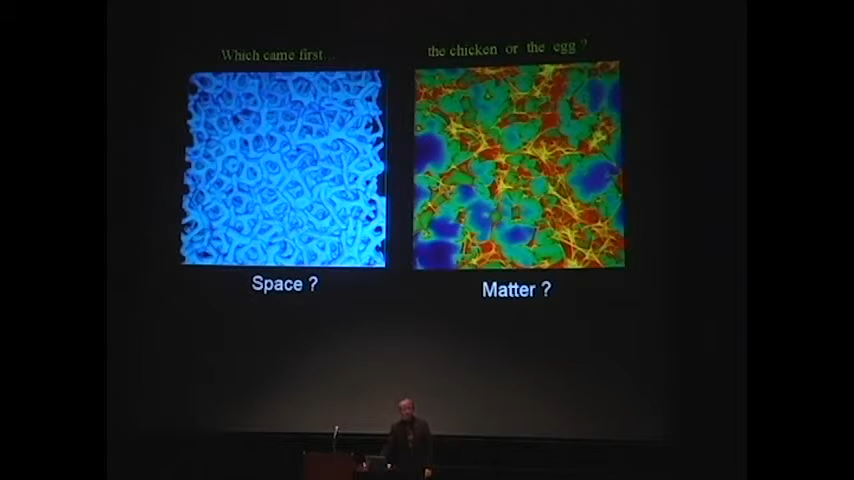 Which came first...
the chicken or the egg ?
Space ?
Matter ?